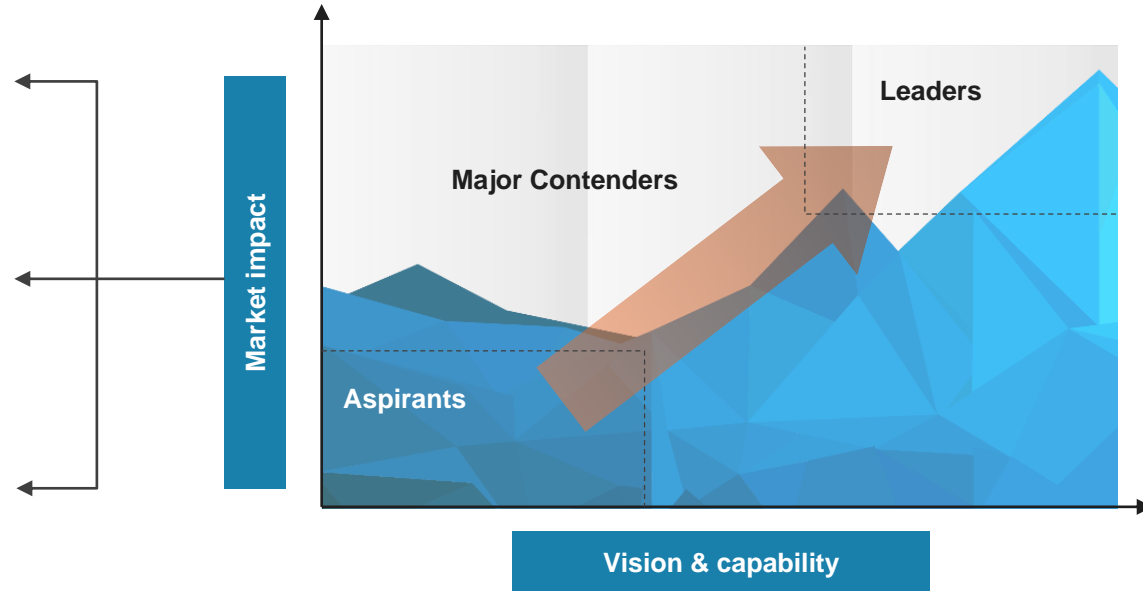 Leaders
Major Contenders
Market impact
Aspirants
Vision & capability